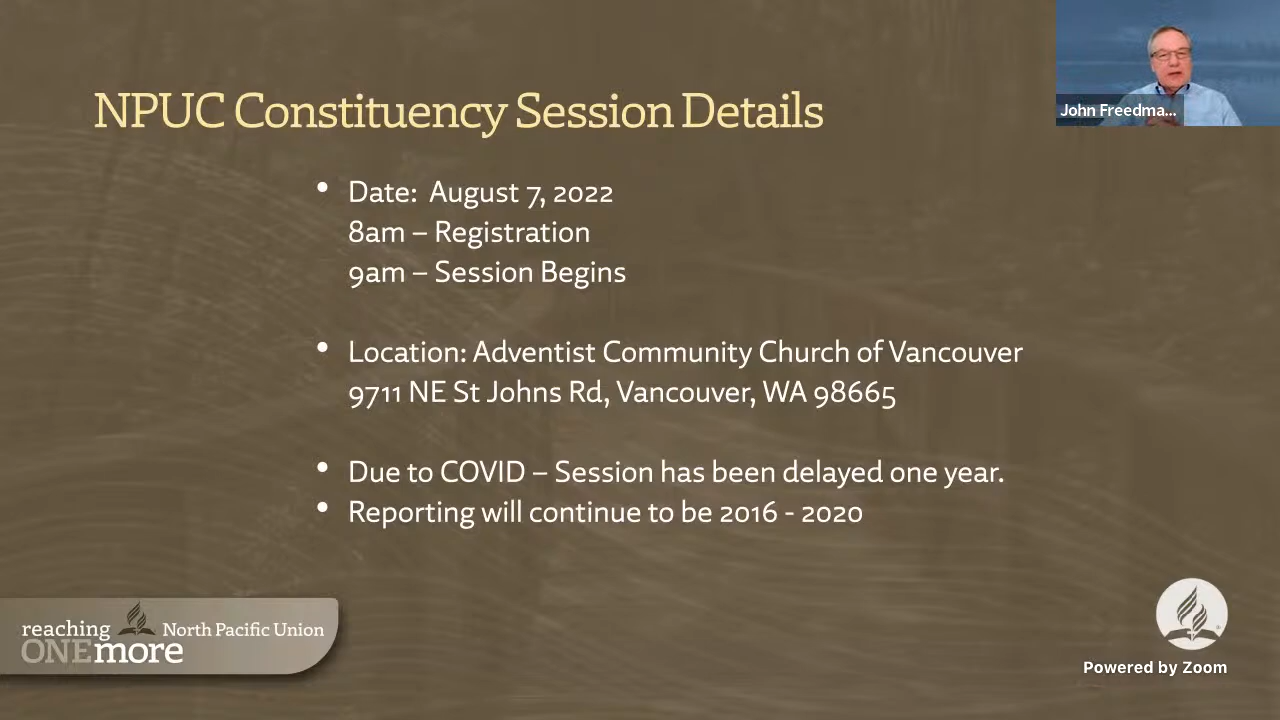 NPUC Constituency Session Details
John Freedma...
• Date: August 7, 2022
8am – Registration
9am – Session Begins
• Location: Adventist Community Church of Vancouver
9711 NE St Johns Rd, Vancouver, WA 98665
• Due to COVID – Session has been delayed one year.
• Reporting will continue to be 2016 - 2020
reaching
ONEmore
North Pacific Union
Powered by Zoom